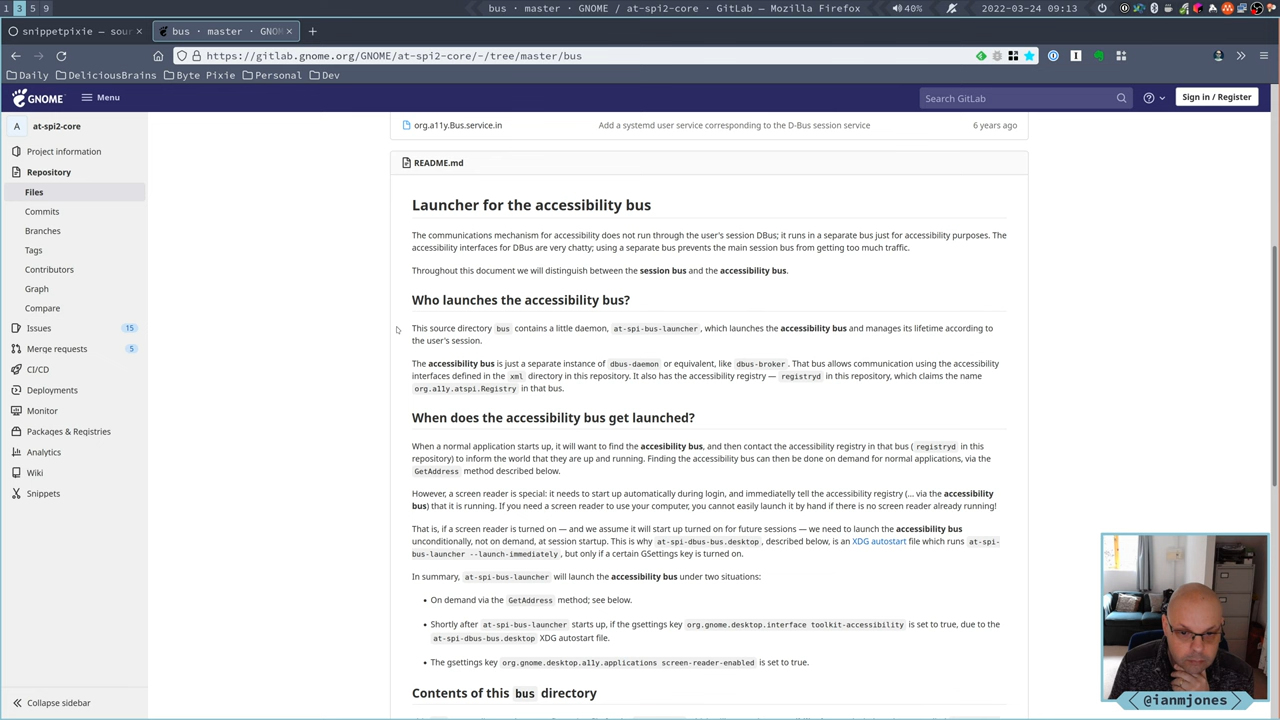 1 3 5 9
bus · master · GNOME / at-spi2-core · GitLab — Mozilla Firefox
40%
2022-03-24 09:13
snippetpixie — sour
bus · master · GNOM
https://gitlab.gnome.org/GNOME/at-spi2-core/-/tree/master/bus
Daily
DeliciousBrains
Byte Pixie
Personal
Dev
GNOME
Menu
Search GitLab
Sign in / Register
A
at-spi2-core
Project information
Repository
Files
Commits
Branches
Tags
Contributors
Graph
Compare
Issues 15
Merge requests 5
CI/CD
Deployments
Monitor
Packages & Registries
Analytics
Wiki
Snippets
Collapse sidebar
org.a11y.Bus.service.in Add a systemd user service corresponding to the D-Bus session service 6 years ago
README.md
Launcher for the accessibility bus
The communications mechanism for accessibility does not run through the user's session DBus; it runs in a separate bus just for accessibility purposes. The
accessibility interfaces for DBus are very chatty; using a separate bus prevents the main session bus from getting too much traffic.
Throughout this document we will distinguish between the session bus and the accessibility bus.
Who launches the accessibility bus?
This source directory bus contains a little daemon, at-spi-bus-launcher, which launches the accessibility bus and manages its lifetime according to
the user's session.
The accessibility bus is just a separate instance of dbus-daemon or equivalent, like dbus-broker. That bus allows communication using the accessibility
interfaces defined in the xml directory in this repository. It also has the accessibility registry — registryd in this repository, which claims the name
org.a11y.atspi.Registry in that bus.
When does the accessibility bus get launched?
When a normal application starts up, it will want to find the accesibility bus, and then contact the accessibility registry in that bus (registryd in this
repository) to inform the world that they are up and running. Finding the accessibility bus can then be done on demand for normal applications, via the
GetAddress method described below.
However, a screen reader is special: it needs to start up automatically during login, and immediatelly tell the accessibility registry (... via the accessibility
bus) that it is running. If you need a screen reader to use your computer, you cannot easily launch it by hand if there is no screen reader already running!
That is, if a screen reader is turned on — and we assume it will start up turned on for future sessions — we need to launch the accessibility bus
unconditionally, not on demand, at session startup. This is why at-spi-dbus-bus.desktop, described below, is an XDG autostart file which runs at-spi-
bus-launcher --launch-immediately, but only if a certain GSettings key is turned on.
In summary, at-spi-bus-launcher will launch the accessibility bus under two situations:
• On demand via the GetAddress method; see below.
• Shortly after at-spi-bus-launcher starts up, if the gsettings key org.gnome.desktop.interface toolkit-accessibility is set to true, due to the
at-spi-dbus-bus.desktop XDG autostart file.
• The gsettings key org.gnome.desktop.a11y.applications screen-reader-enabled is set to true.
Contents of this bus directory
@ianmjones